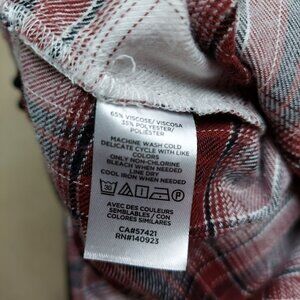 65% VISCOSE/VISCOSA
35% POLYESTER/
POLIÉSTER
MACHINE WASH COLD
DELICATE CYCLE WITH LIKE
COLORS
ONLY NON-CHLORINE
BLEACH WHEN NEEDED
LINE DRY
COOL IRON WHEN NEEDED
30
AVEC DES COULEURS
SEMBLABLES / CON
COLORES SIMILARES
CA#57421
RN#140923